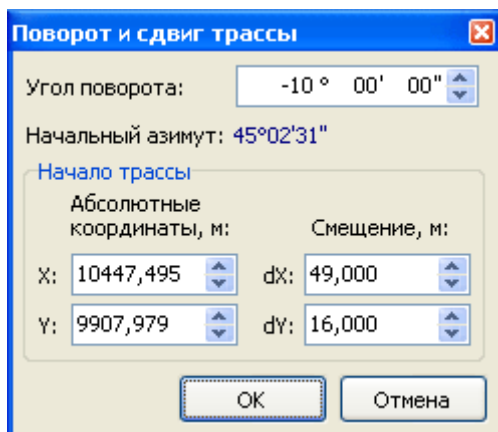 Поворот и сдвиг трассы
Угол поворота: -10 ° 00' 00"
Начальный азимут: 45°02'31"
Начало трассы
Абсолютные
координаты, м: Смещение, м:
X: 10447,495 dX: 49,000
Y: 9907,979 dY: 16,000
OK Отмена